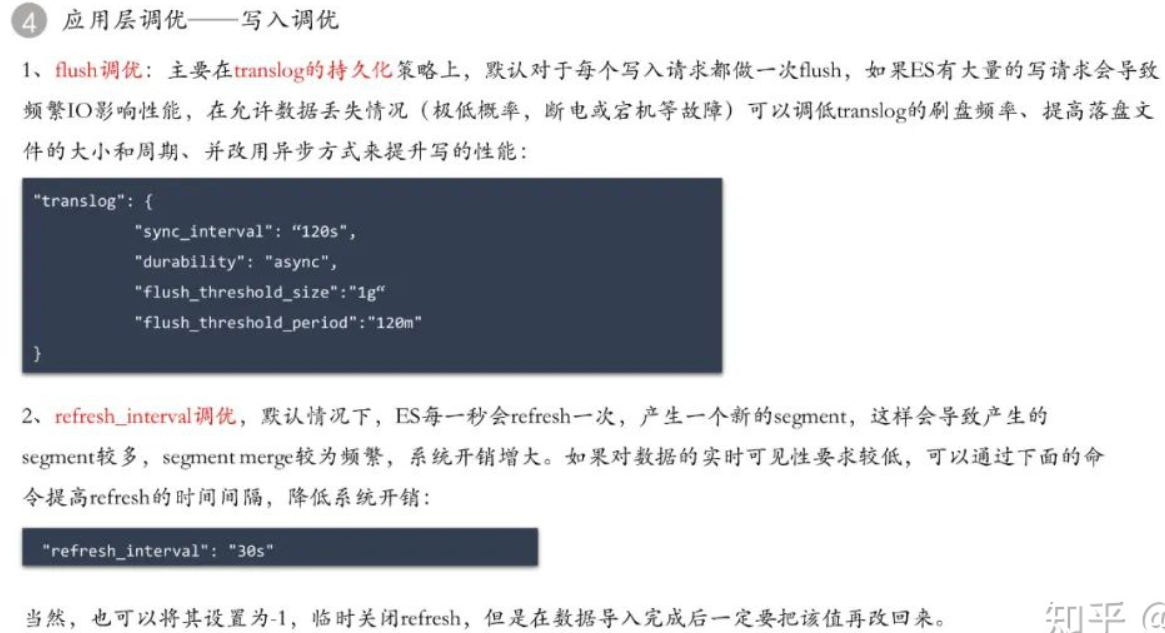 4 应用层调优——写入调优
1、flush调优：主要在translog的持久化策略上，默认对于每个写入请求都做一次flush，如果ES有大量的写请求会导致
频繁IO影响性能，在允许数据丢失情况（极低概率，断电或宕机等故障）可以调低translog的刷盘频率、提高落盘文
件的大小和周期、并改用异步方式来提升写的性能：
"translog": {
"sync_interval": “120s",
"durability": "async",
"flush_threshold_size":"1g“
"flush_threshold_period":"120m"
}
2、refresh_interval调优，默认情况下，ES每一秒会refresh一次，产生一个新的segment，这样会导致产生的
segment较多，segment merge较为频繁，系统开销增大。如果对数据的实时可见性要求较低，可以通过下面的命
令提高refresh的时间间隔，降低系统开销：
"refresh_interval": "30s"
当然，也可以将其设置为-1，临时关闭refresh，但是在数据导入完成后一定要把该值再改回来。
知乎 @